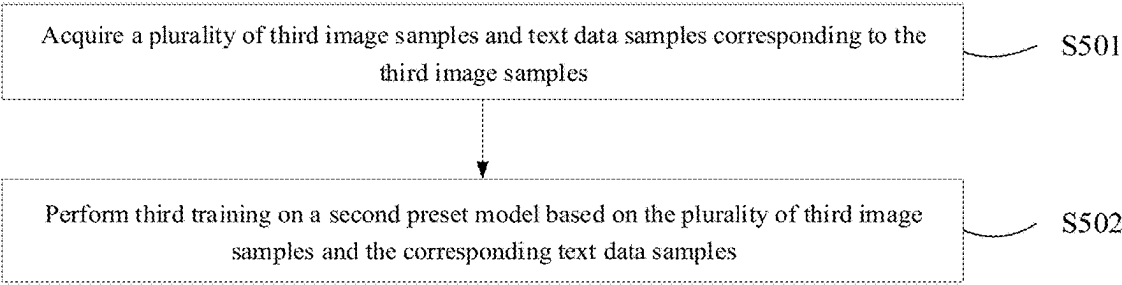 Acquire a plurality of third image samples and text data samples corresponding to the
third image samples
S501
Perform third training on a second preset model based on the plurality of third image
samples and the corresponding text data samples
S502